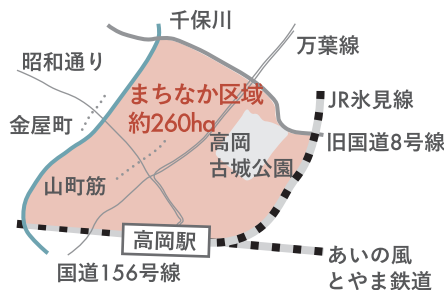 千保川
万葉線
昭和通り
まちなか区域
約260ha
JR氷見線
金屋町
高岡
古城公園
旧国道8号線
山町筋
高岡駅
国道156号線
あいの風
とやま鉄道